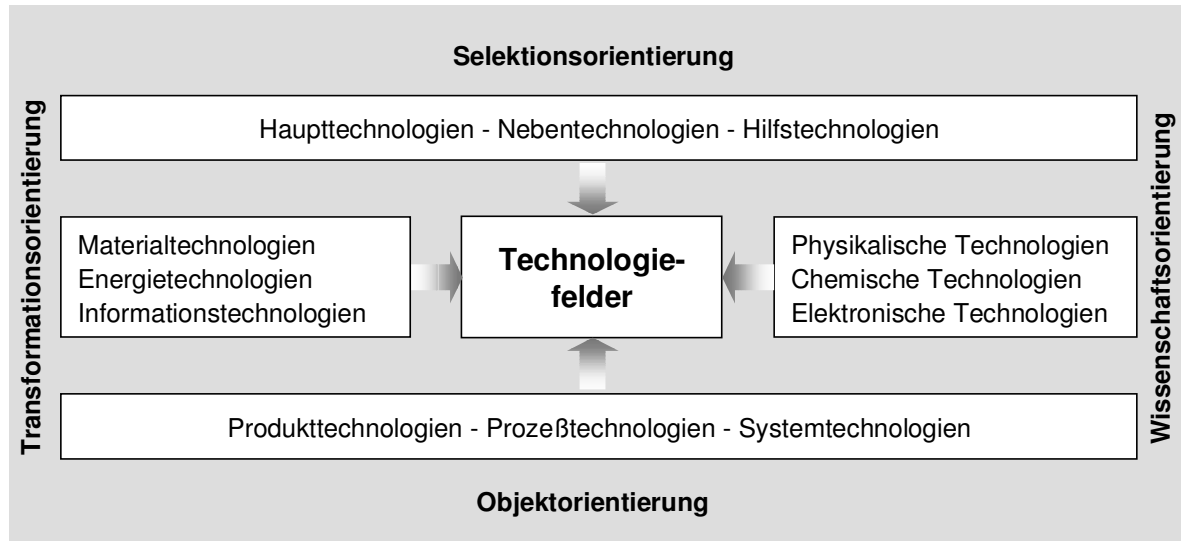 Selektionsorientierung
Haupttechnologien - Nebentechnologien - Hilfstechnologien
Transformationsorientierung
Materialtechnologien
Energietechnologien
Informationstechnologien
Technologie-
felder
Physikalische Technologien
Chemische Technologien
Elektronische Technologien
Wissenschaftsorientierung
Produkttechnologien - Prozeßtechnologien - Systemtechnologien
Objektorientierung